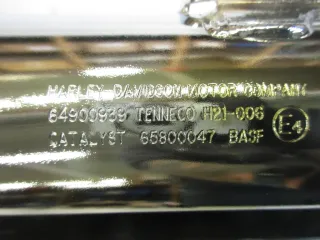 HARLEY-DAVIDSON MOTOR COMPANY
64900939 TENNECO H21-006
CATALYST 65800047 BASF E4